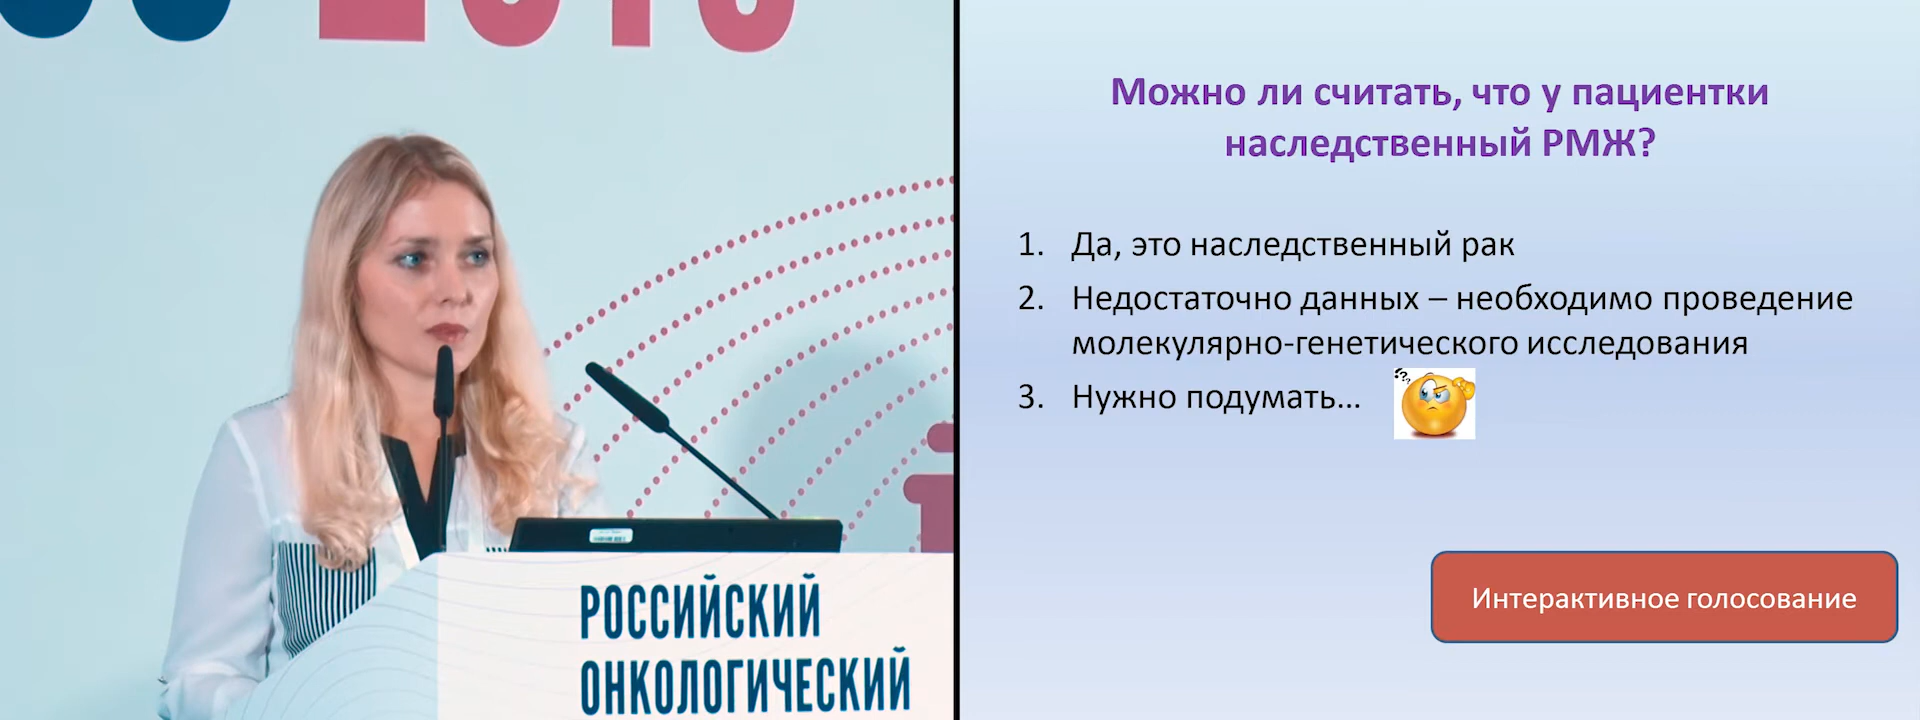 РОССИЙСКИЙ
ОНКОЛОГИЧЕСКИЙ
Можно ли считать, что у пациентки
наследственный РМЖ?
1. Да, это наследственный рак
2. Недостаточно данных – необходимо проведение
молекулярно-генетического исследования
3. Нужно подумать...
???
Интерактивное голосование